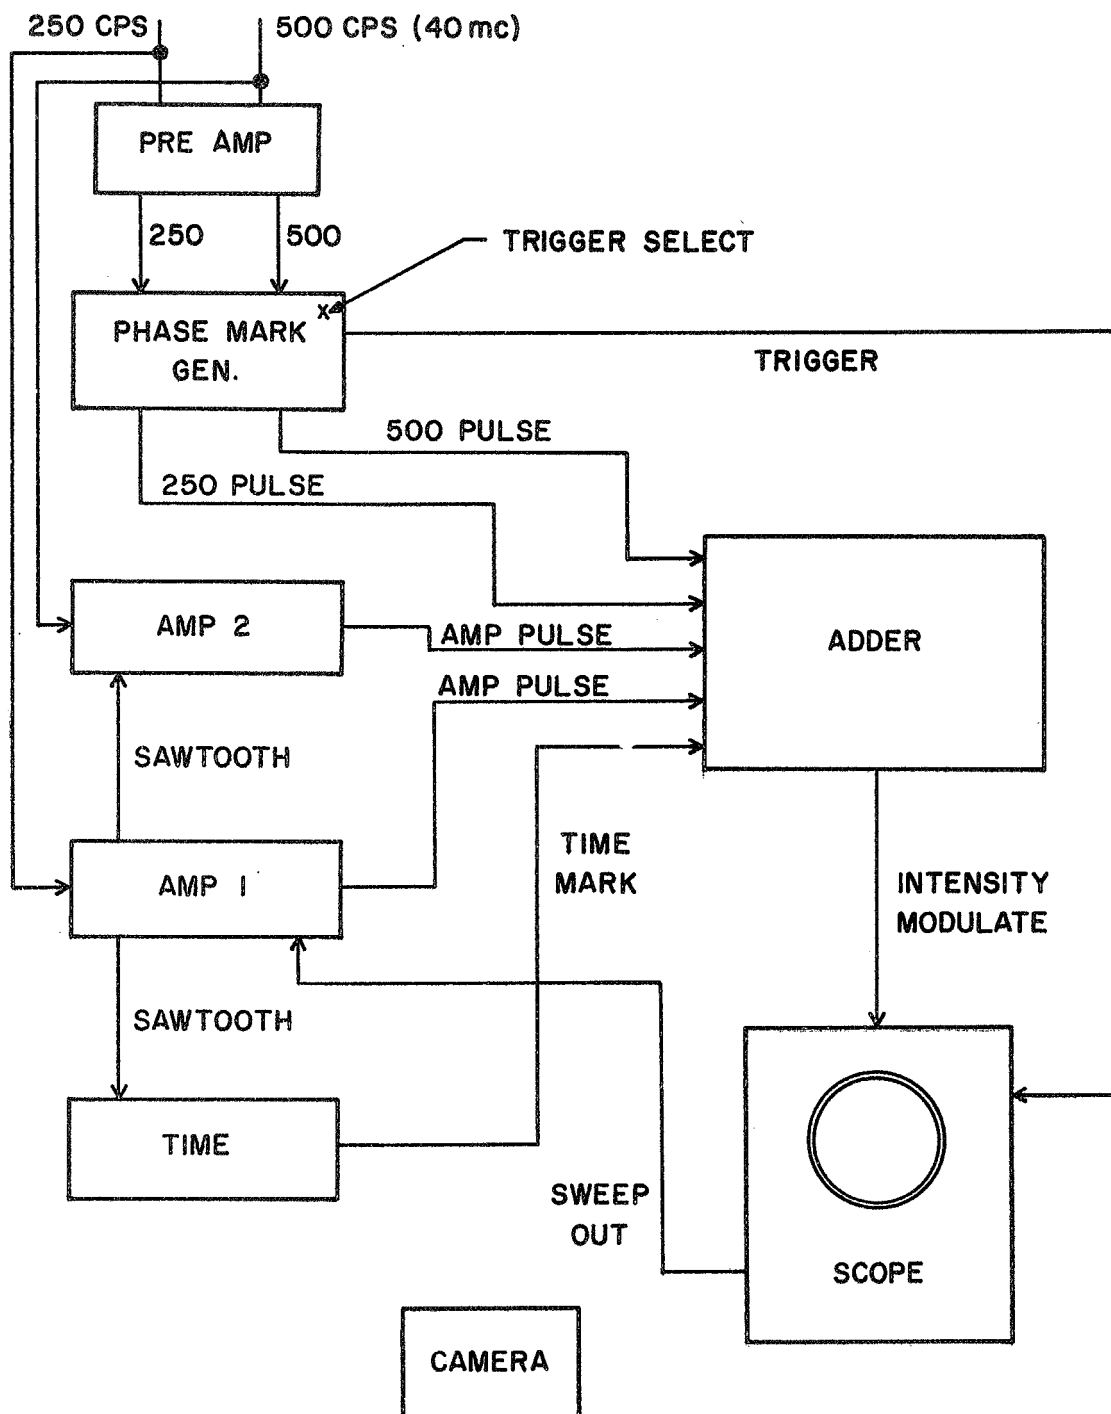 250 CPS
500 CPS (40 mc)
PRE AMP
250
500
TRIGGER SELECT
X
PHASE MARK
GEN.
TRIGGER
500 PULSE
250 PULSE
AMP 2
AMP PULSE
ADDER
AMP PULSE
SAWTOOTH
TIME
MARK
AMP 1
INTENSITY
MODULATE
SAWTOOTH
TIME
SWEEP
OUT
SCOPE
CAMERA